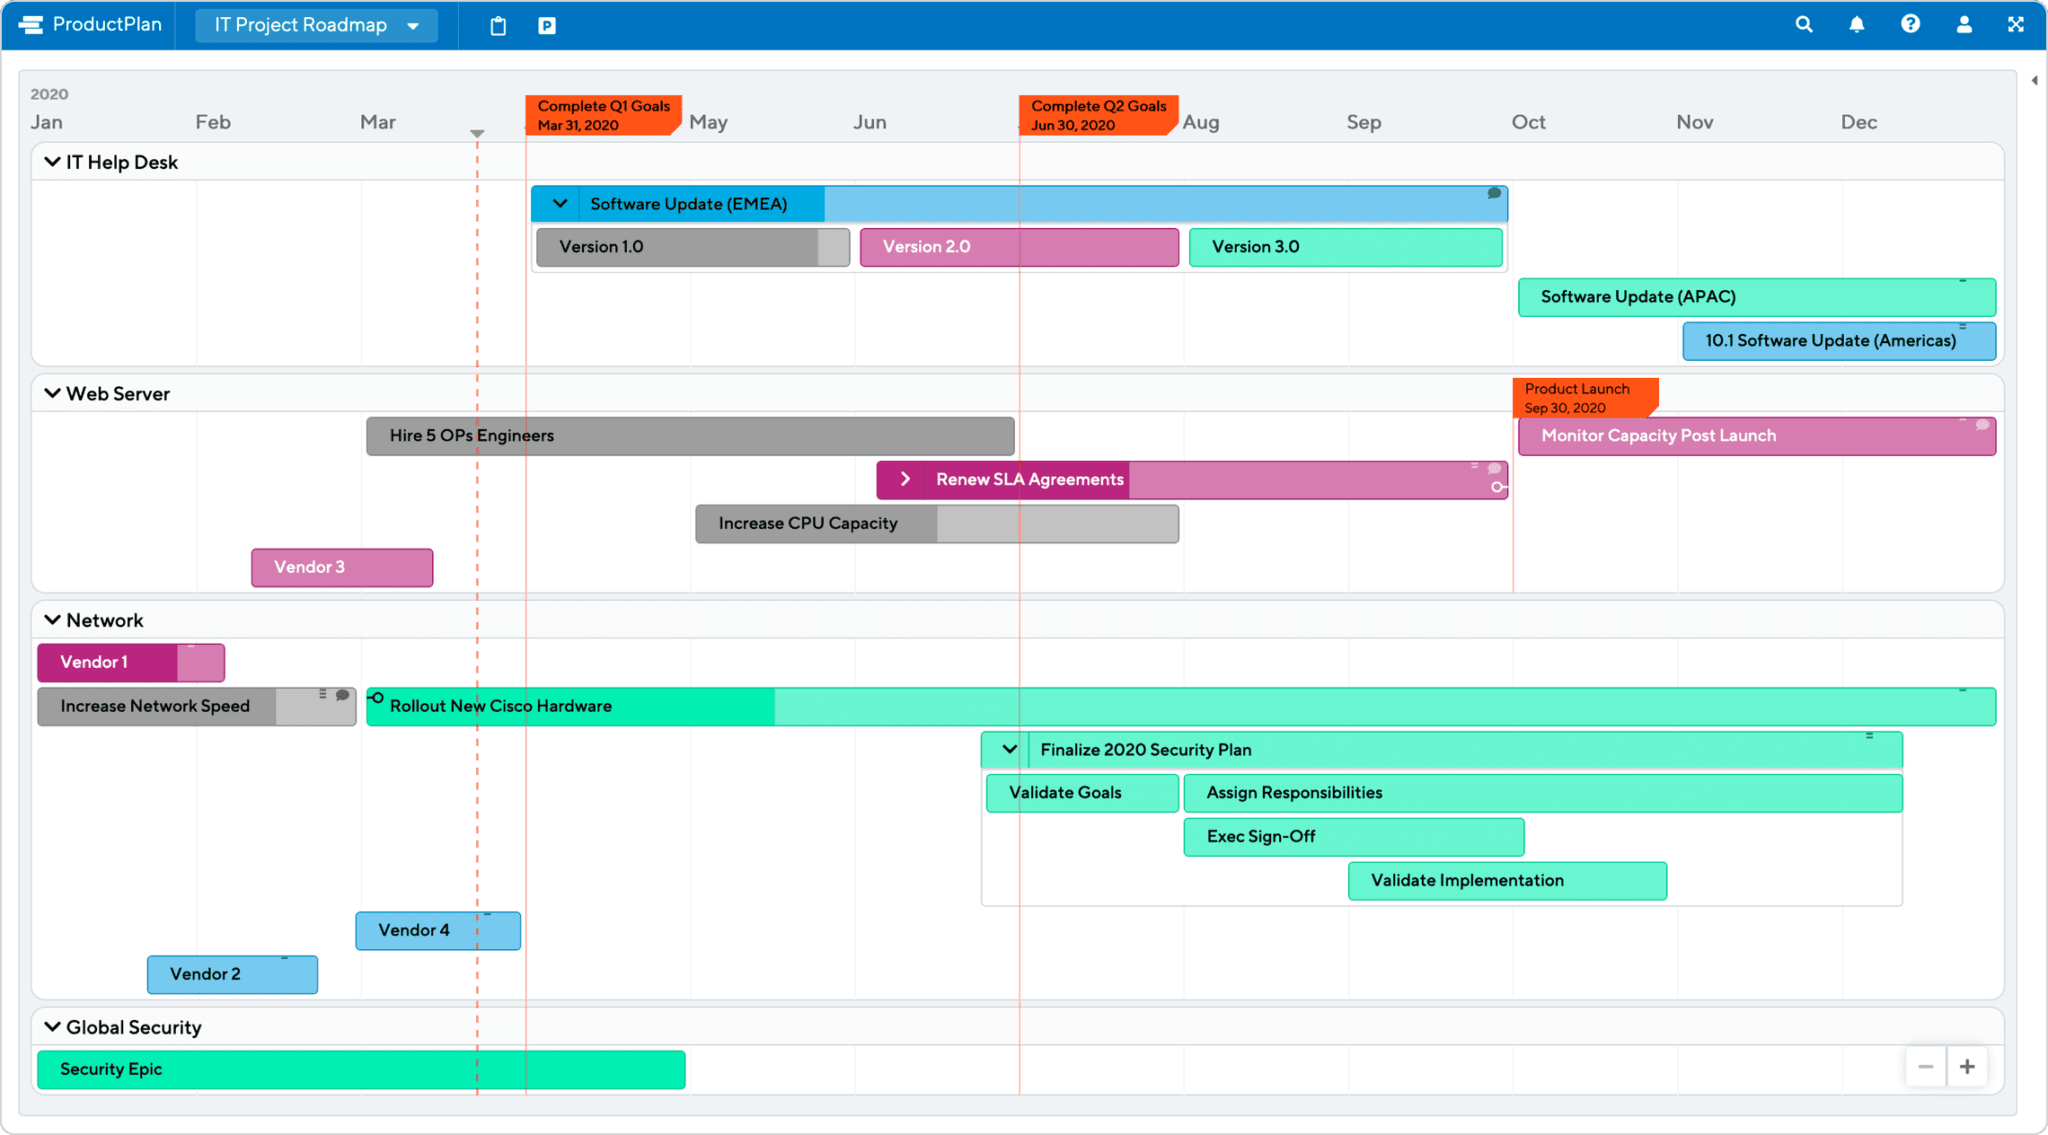 ProductPlan
IT Project Roadmap
2020
Jan Feb Mar May Jun Aug Sep Oct Nov Dec
Complete Q1 Goals
Mar 31, 2020
Complete Q2 Goals
Jun 30, 2020
IT Help Desk
Software Update (EMEA)
Version 1.0 Version 2.0 Version 3.0
Software Update (APAC)
10.1 Software Update (Americas)
Web Server
Product Launch
Sep 30, 2020
Hire 5 OPs Engineers
Monitor Capacity Post Launch
Renew SLA Agreements
Increase CPU Capacity
Vendor 3
Network
Vendor 1
Increase Network Speed
Rollout New Cisco Hardware
Finalize 2020 Security Plan
Validate Goals
Assign Responsibilities
Exec Sign-Off
Validate Implementation
Vendor 4
Vendor 2
Global Security
Security Epic